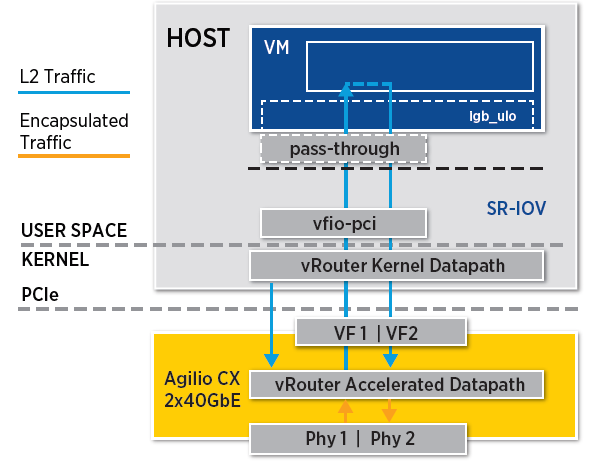 HOST
VM
L2 Traffic
Encapsulated
Traffic
lgb_ulo
pass-through
SR-IOV
vfio-pci
USER SPACE
KERNEL
vRouter Kernel Datapath
PCIe
VF 1 | VF2
Agilio CX
2x40GbE
vRouter Accelerated Datapath
Phy 1 | Phy 2